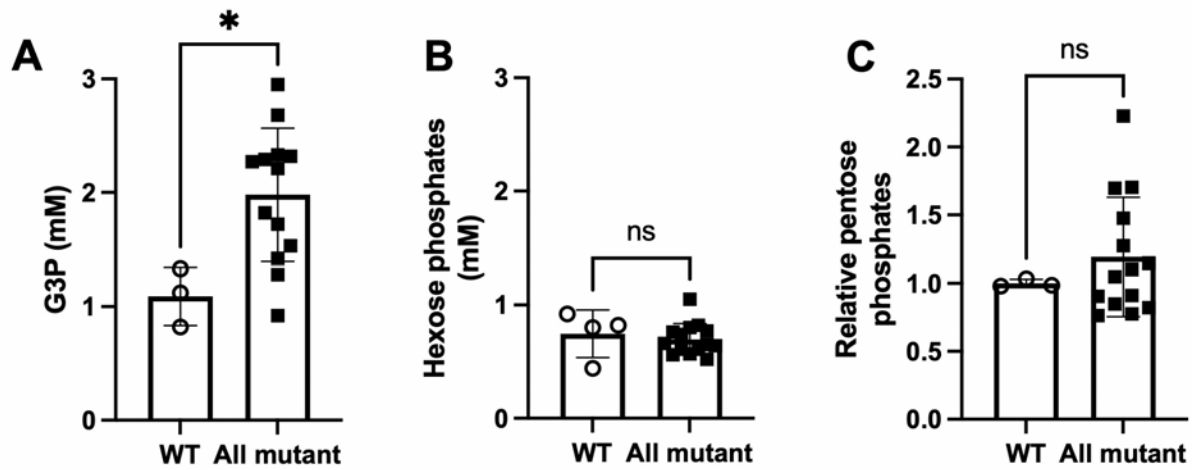 A
*
G3P (mM)
3
2
1
0
WT All mutant
B
Hexose phosphates
(mM)
3
2
1
0
ns
WT All mutant
C
Relative pentose
phosphates
2.5
2.0
1.5
1.0
0.5
0.0
ns
WT All mutant